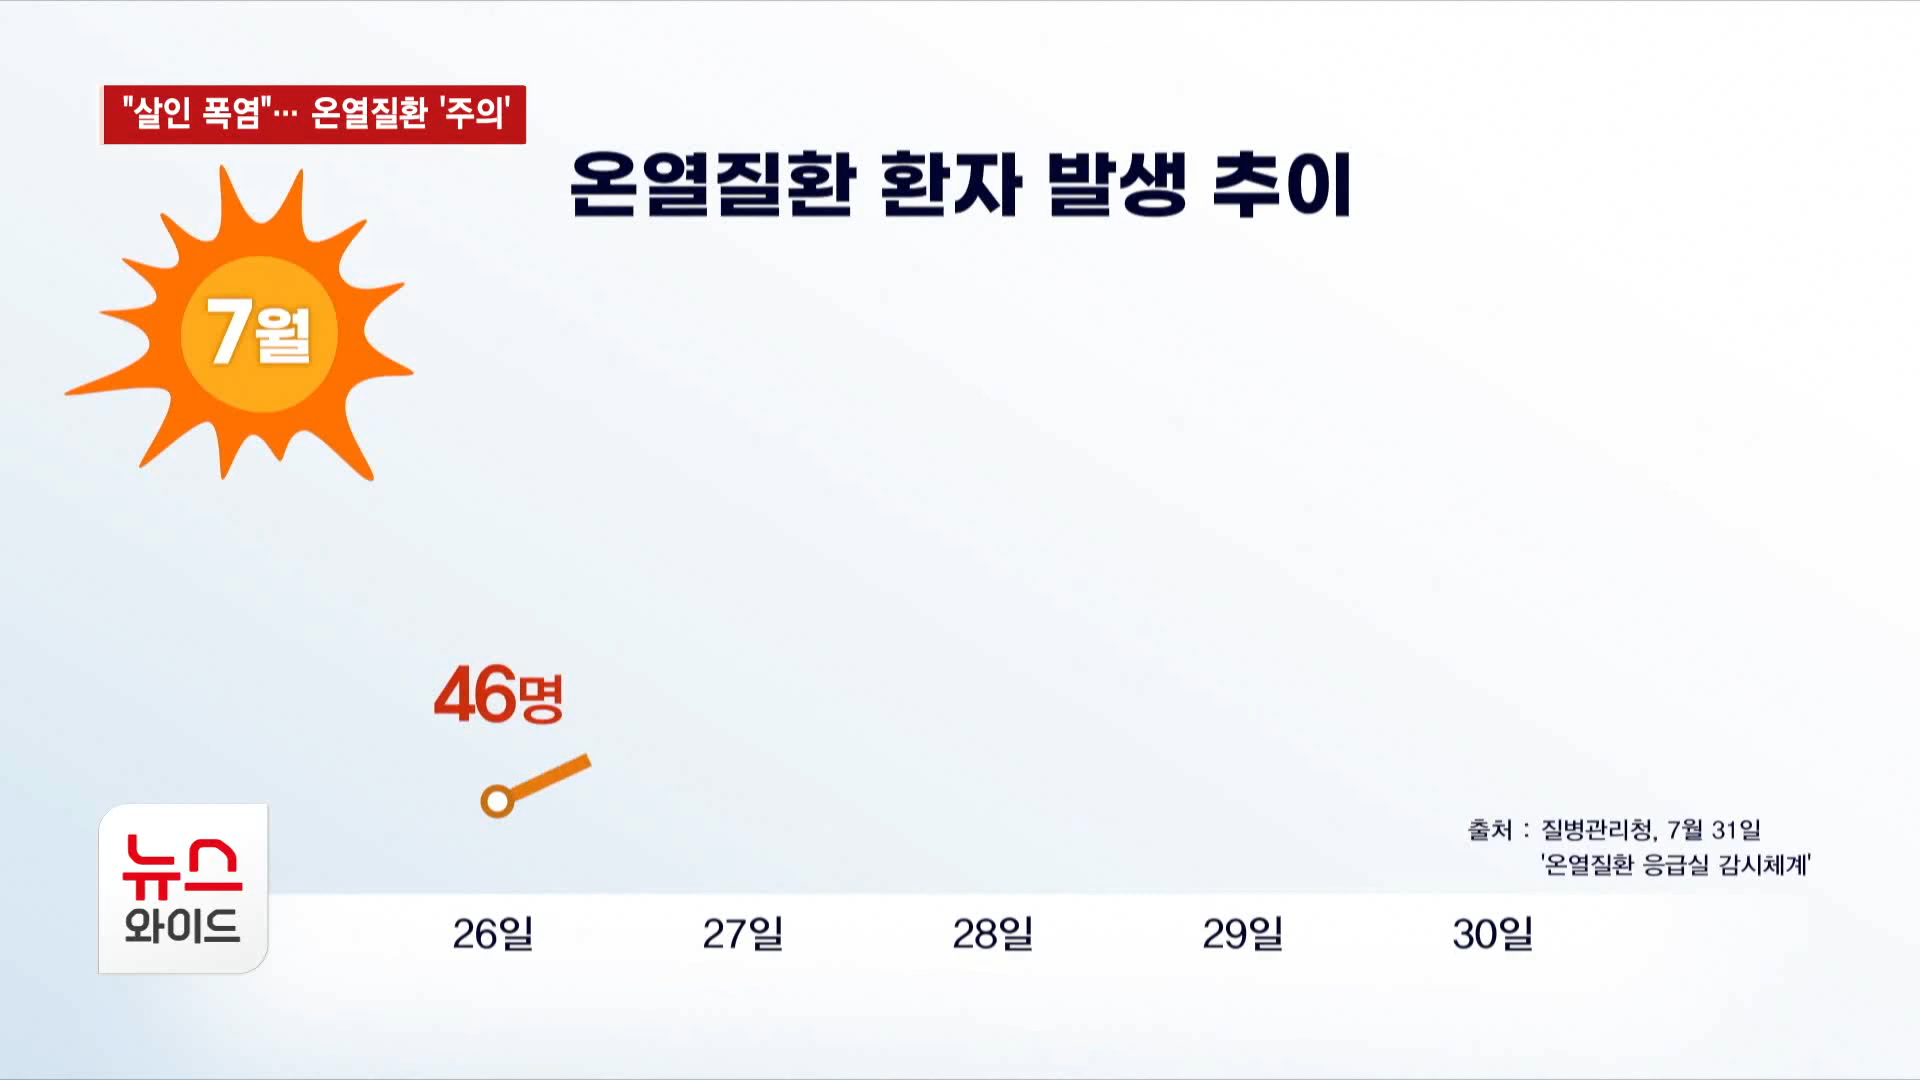 "살인 폭염"… 온열질환 '주의'
온열질환 환자 발생 추이
7월
46명
출처 : 질병관리청, 7월 31일
'온열질환 응급실 감시체계'
뉴스
와이드
26일 27일 28일 29일 30일